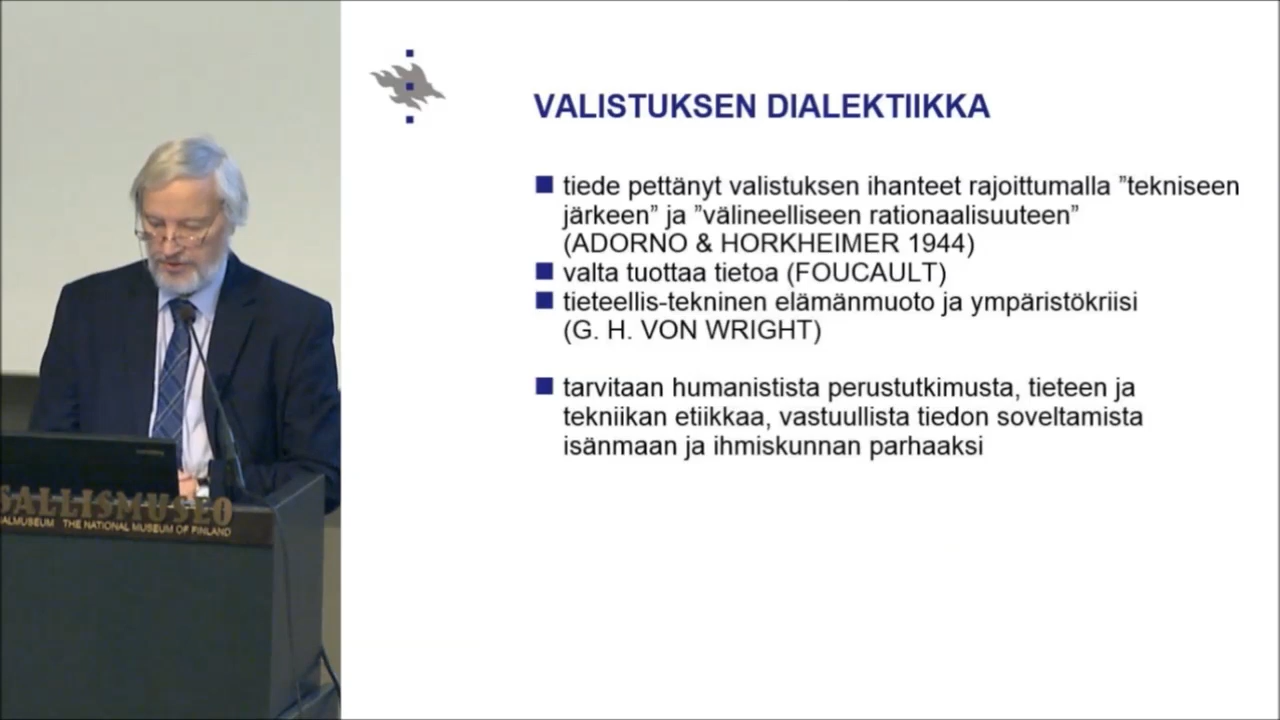 VALISTUKSEN DIALEKTIIKKA
tiede pettänyt valistuksen ihanteet rajoittumalla ”tekniseen
järkeen” ja ”välineelliseen rationaalisuuteen”
(ADORNO & HORKHEIMER 1944)
valta tuottaa tietoa (FOUCAULT)
tieteellis-tekninen elämänmuoto ja ympäristökriisi
(G. H. VON WRIGHT)
tarvitaan humanistista perustutkimusta, tieteen ja
tekniikan etiikkaa, vastuullista tiedon soveltamista
isänmaan ja ihmiskunnan parhaaksi
SALLISMUSEO
ALMUSEUM THE NATIONAL MUSEUM OF FINLAND